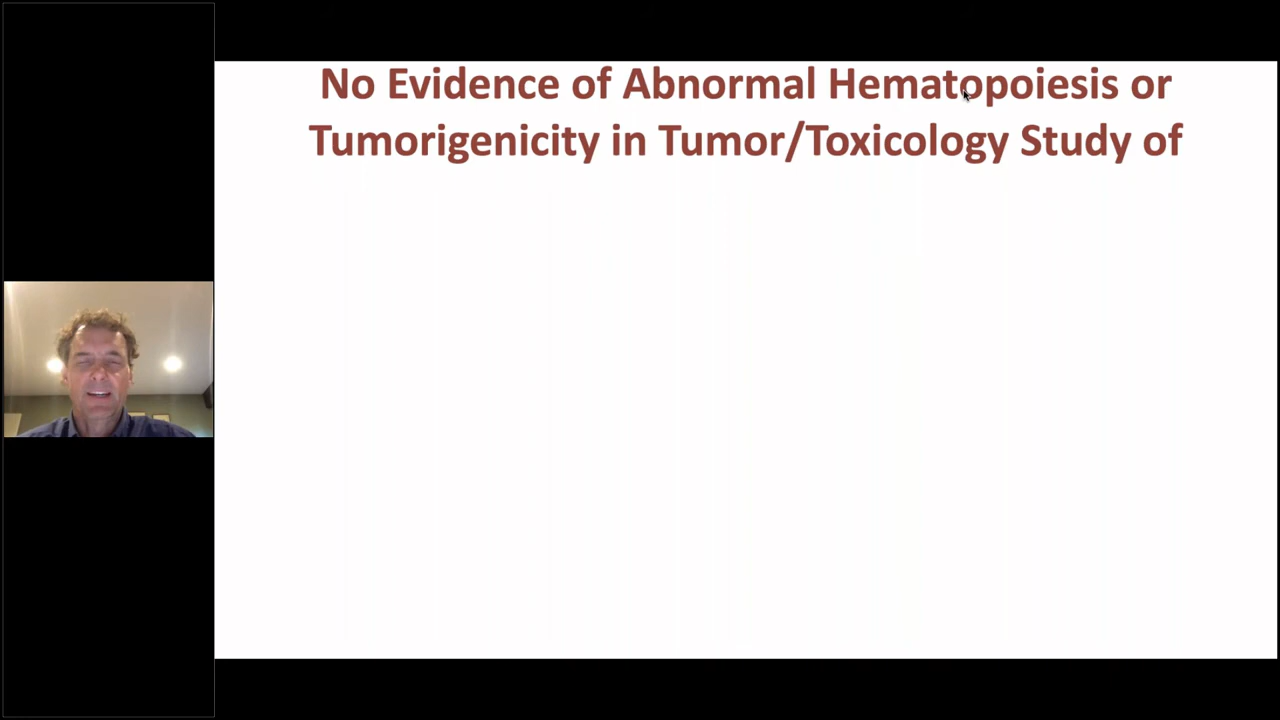 No Evidence of Abnormal Hematopoiesis or
Tumorigenicity in Tumor/Toxicology Study of